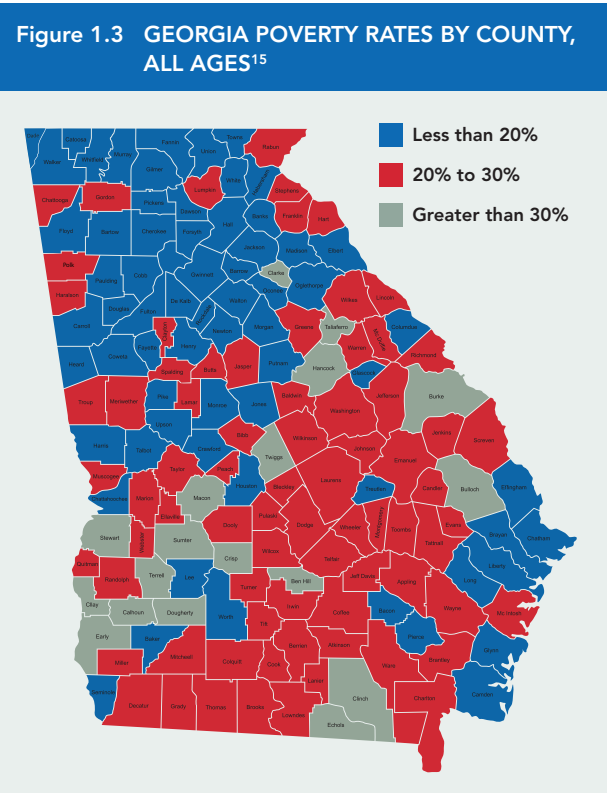 Figure 1.3 GEORGIA POVERTY RATES BY COUNTY,
ALL AGES15
Less than 20%
20% to 30%
Greater than 30%
Towns
Fannin
Rabun
Catoosa
Union
Murray
Walker
Whitfield
Gilmer
White
Habersham
Lumpkin
Stephens
Chattooga
Gordon
Pickens
Dawson
Banks
Franklin
Hart
Hall
Floyd
Bartow
Cherokee
Forsyth
Jackson
Madison
Elbert
Polk
Cobb
Gwinnett
Barrow
Clarke
Paulding
Oconee
Oglethorpe
Haralson
De Kalb
Walton
Wilkes
Lincoln
Douglas
Fulton
Rockdale
Carroll
Clayton
Newton
Morgan
Greene
Taliaferro
Columbia
Fayette
Henry
McDuffie
Warren
Coweta
Heard
Spalding
Butts
Jasper
Putnam
Hancock
Glascock
Richmond
Troup
Meriwether
Pike
Lamar
Monroe
Jones
Baldwin
Jefferson
Burke
Washington
Upson
Bibb
Wilkinson
Jenkins
Screven
Harris
Talbot
Crawford
Twiggs
Johnson
Emanuel
Taylor
Peach
Muscogee
Houston
Bleckley
Laurens
Treutlen
Candler
Bulloch
Effingham
Chattahoochee
Marion
Macon
Schley
Pulaski
Dodge
Wheeler
Montgomery
Toombs
Evans
Dooly
Bryan
Chatham
Stewart
Webster
Sumter
Tattnall
Wilcox
Telfair
Crisp
Quitman
Randolph
Terrell
Lee
Ben Hill
Jeff Davis
Appling
Long
Liberty
Turner
Clay
Calhoun
Dougherty
Worth
Irwin
Coffee
Bacon
Wayne
Mc Intosh
Tift
Early
Baker
Pierce
Berrien
Atkinson
Glynn
Miller
Mitchell
Colquitt
Cook
Ware
Brantley
Lanier
Seminole
Clinch
Charlton
Camden
Decatur
Grady
Thomas
Brooks
Lowndes
Echols